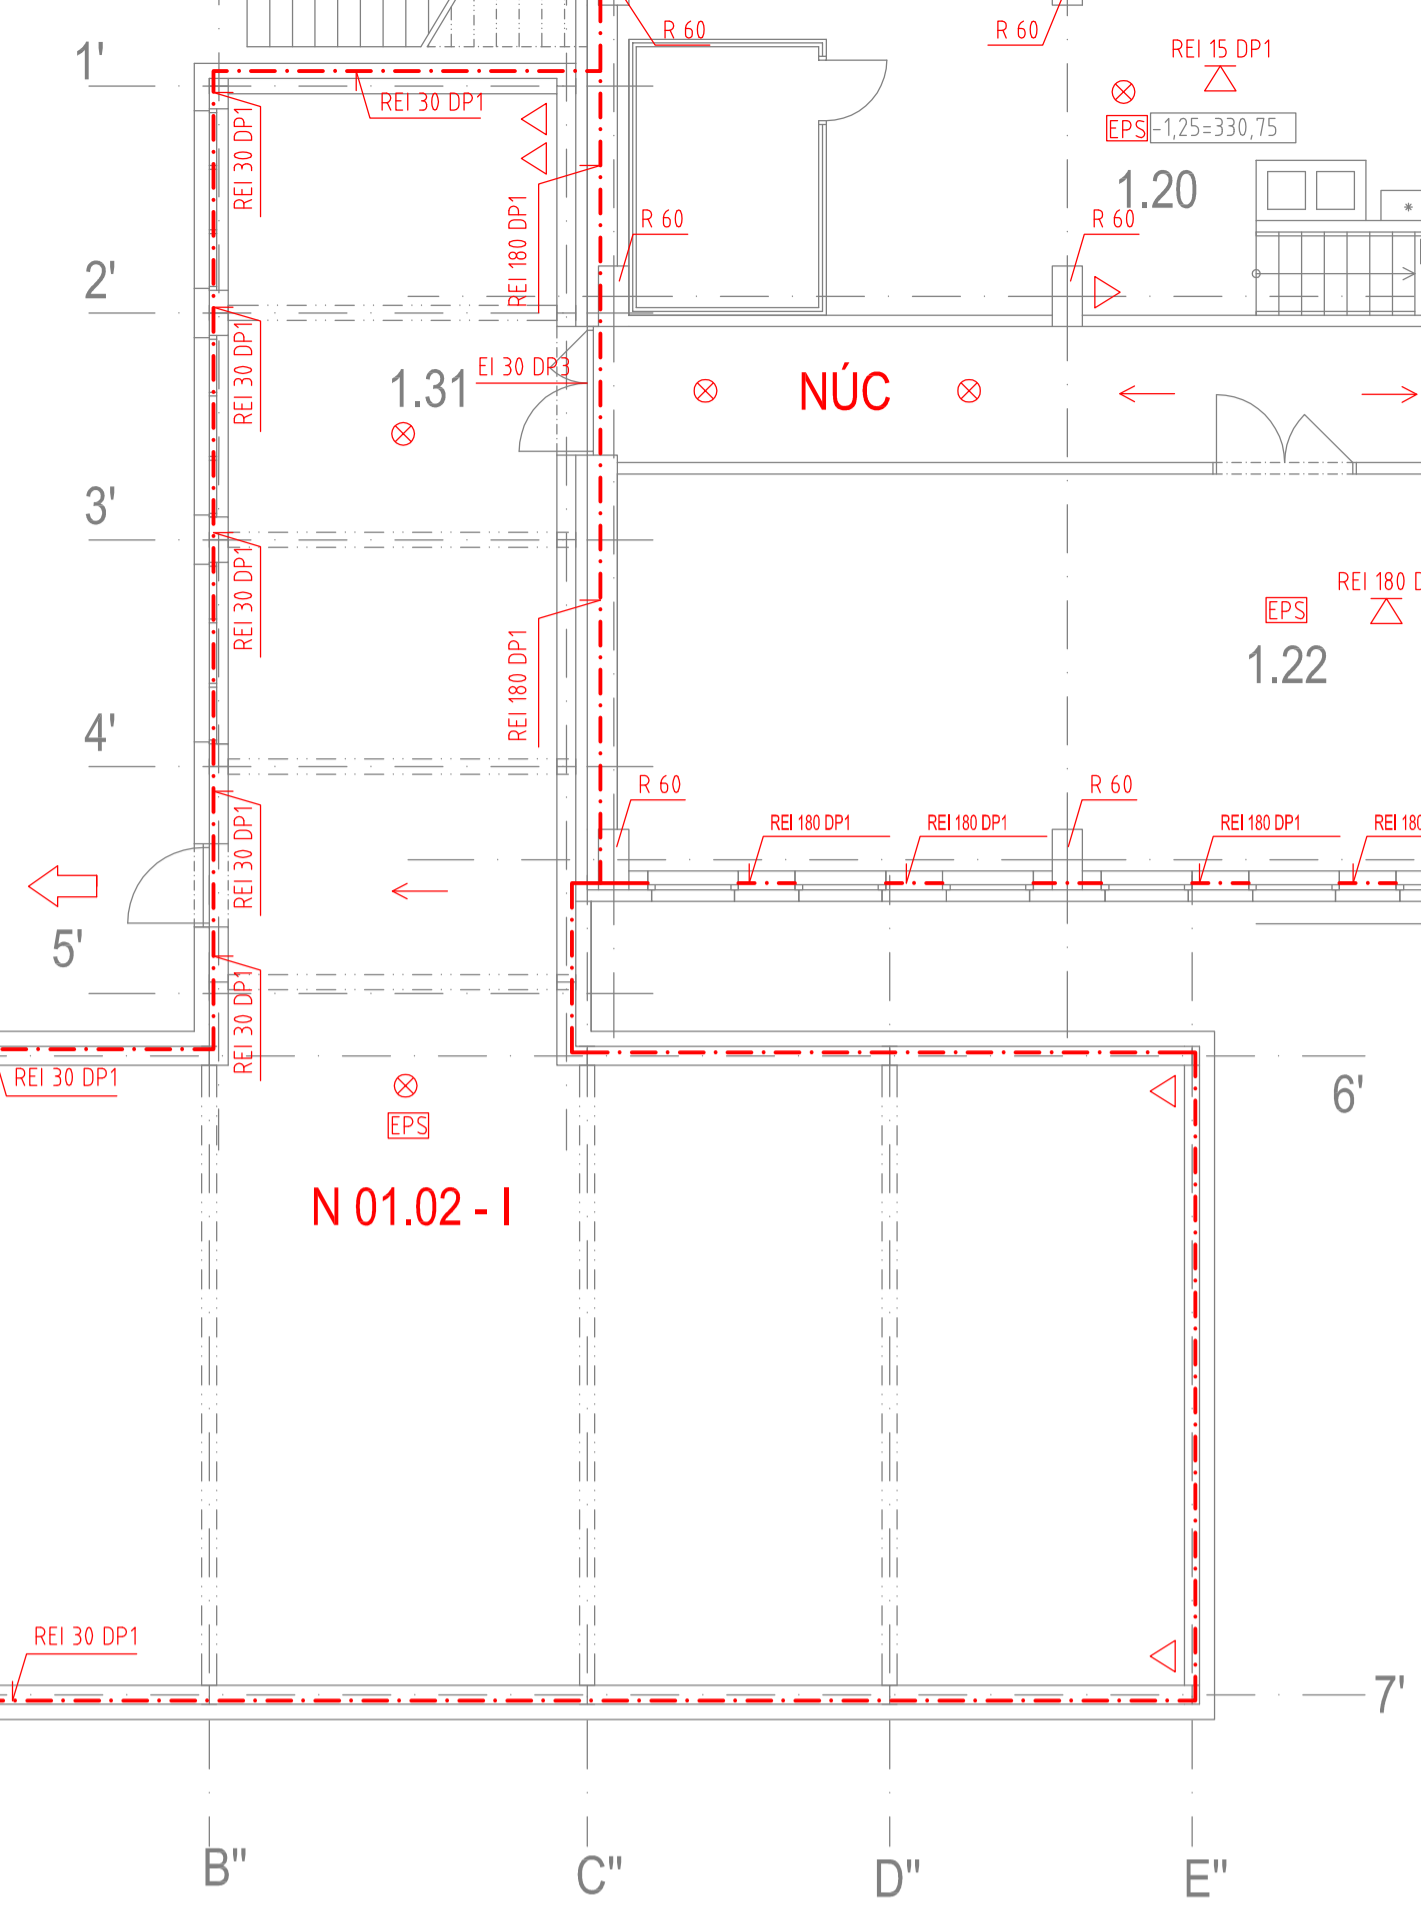 R 60
R 60
1'
REI 15 DP1
REI 30 DP1
EPS -1,25=330,75
REI 30 DP1
1.20
REI 180 DP1
R 60
R 60
2'
REI 30 DP1
EI 30 DP3
1.31
NÚC
3'
REI 30 DP1
REI 180 D
EPS
1.22
REI 180 DP1
4'
R 60
R 60
REI 180 DP1
REI 180 DP1
REI 180 DP1
REI 180
REI 30 DP1
5'
REI 30 DP1
REI 30 DP1
6'
EPS
N 01.02 - I
REI 30 DP1
7'
B"
C"
D"
E"